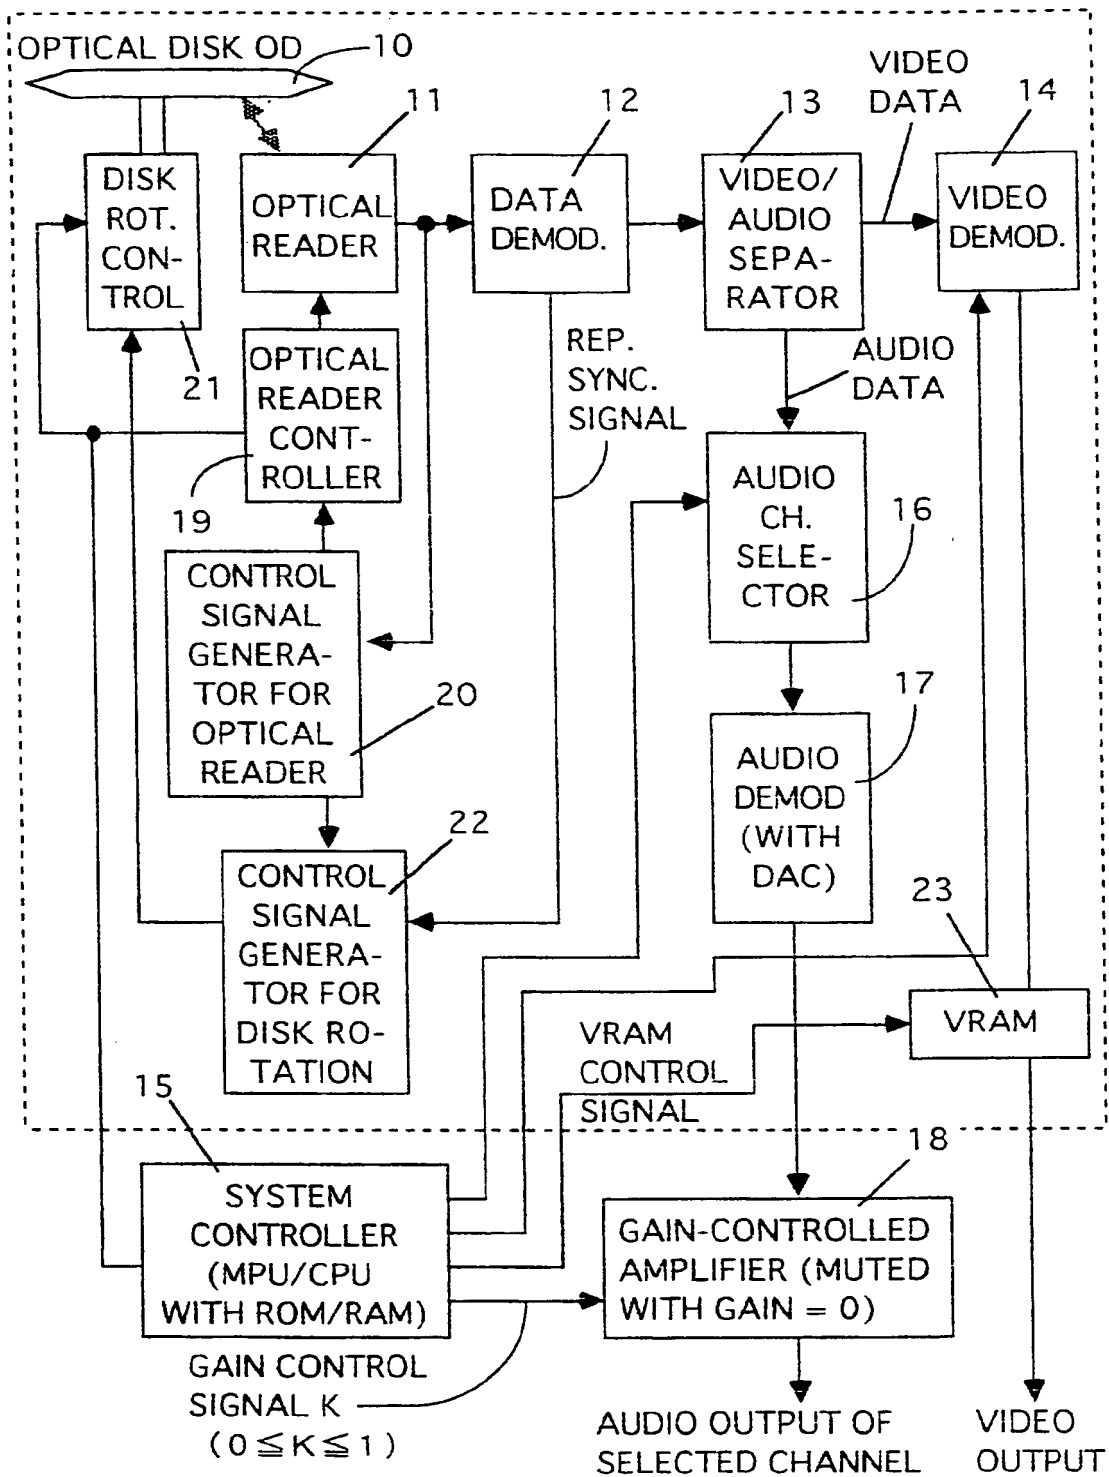 OPTICAL DISK OD
10
11
12
13
VIDEO
DATA
14
DISK
ROT.
CON-
TROL
21
OPTICAL
READER
DATA
DEMOD.
VIDEO/
AUDIO
SEPA-
RATOR
VIDEO
DEMOD.
OPTICAL
READER
CONT-
ROLLER
19
REP.
SYNC.
SIGNAL
AUDIO
DATA
AUDIO
CH.
SELE-
CTOR
16
CONTROL
SIGNAL
GENERA-
TOR FOR
OPTICAL
READER
20
17
AUDIO
DEMOD
(WITH
DAC)
22
CONTROL
SIGNAL
GENERA-
TOR FOR
DISK RO-
TATION
23
VRAM
VRAM
CONTROL
SIGNAL
15
SYSTEM
CONTROLLER
(MPU/CPU
WITH ROM/RAM)
18
GAIN-CONTROLLED
AMPLIFIER (MUTED
WITH GAIN = 0)
GAIN CONTROL
SIGNAL K
(0≦K≦1)
AUDIO OUTPUT OF
SELECTED CHANNEL
VIDEO
OUTPUT